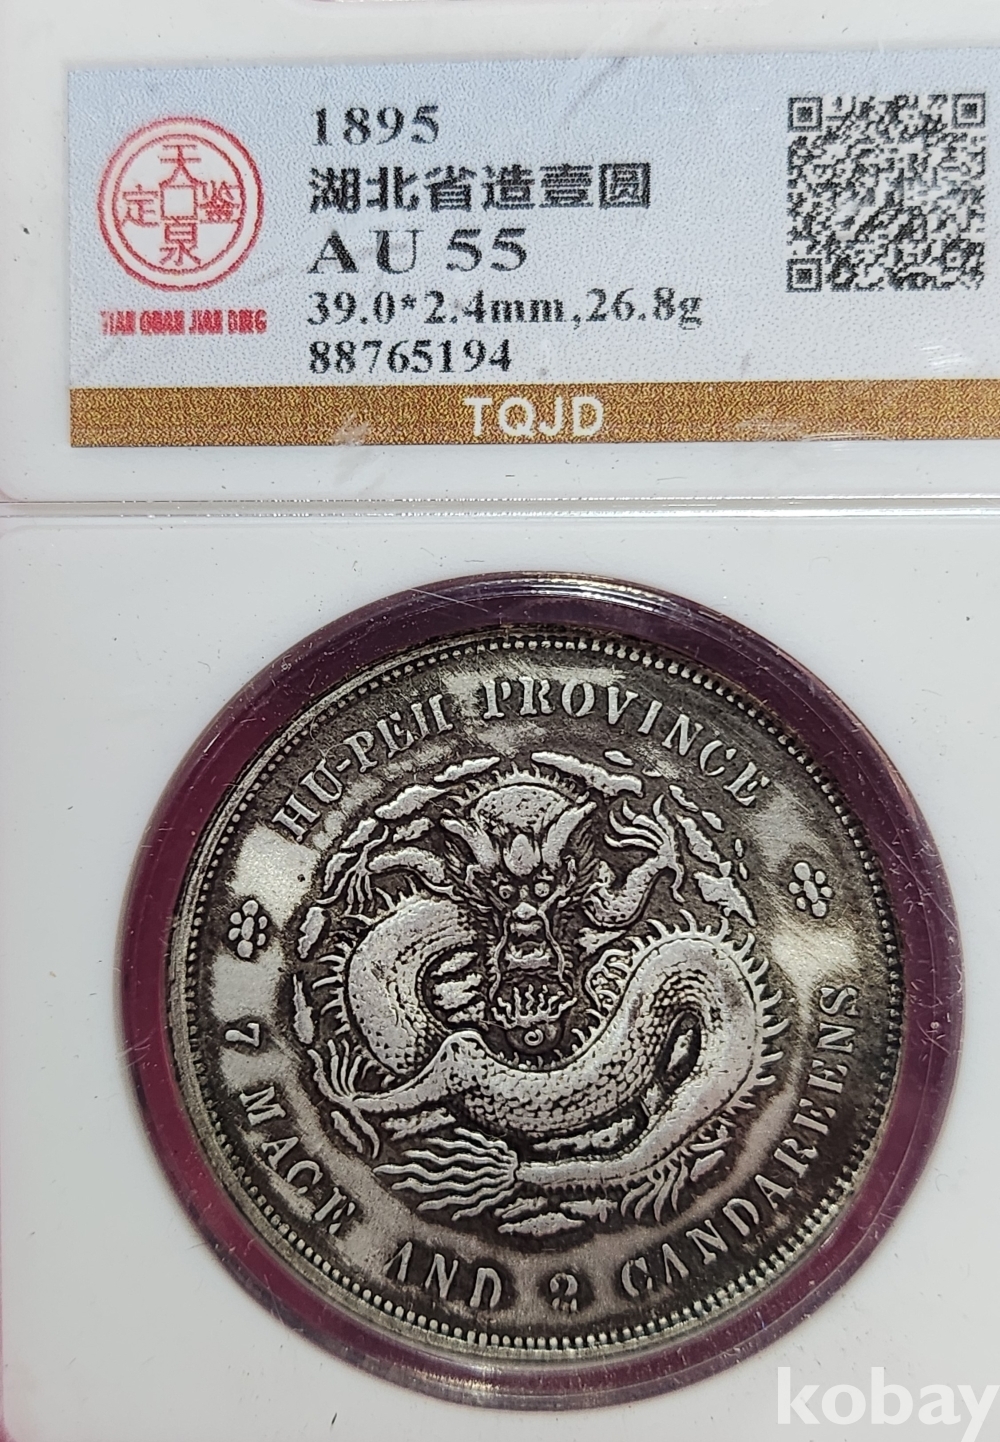 天泉鉴定
TIAN QUAN JIAN DING
1895
湖北省造壹圆
AU 55
39.0*2.4mm,26.8g
88765194
TQJD
HU-PEH PROVINCE
7 MACE AND 2 CANDAREENS
kobay